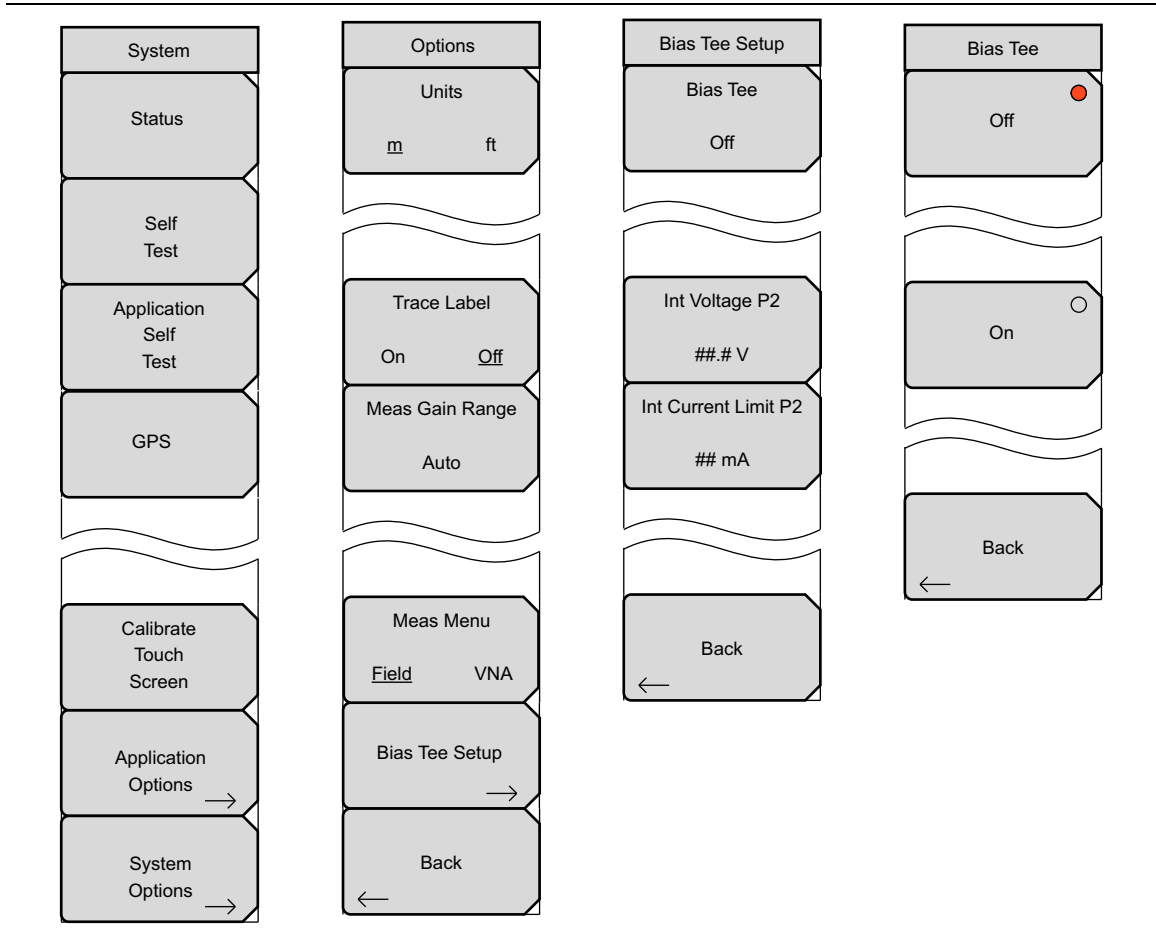 System
Status
Self
Test
Application
Self
Test
GPS
Calibrate
Touch
Screen
Application
Options
System
Options
Options
Units
m ft
Trace Label
On Off
Meas Gain Range
Auto
Meas Menu
Field VNA
Bias Tee Setup
Back
Bias Tee Setup
Bias Tee
Off
Int Voltage P2
##.# V
Int Current Limit P2
## mA
Back
Bias Tee
Off
On
Back